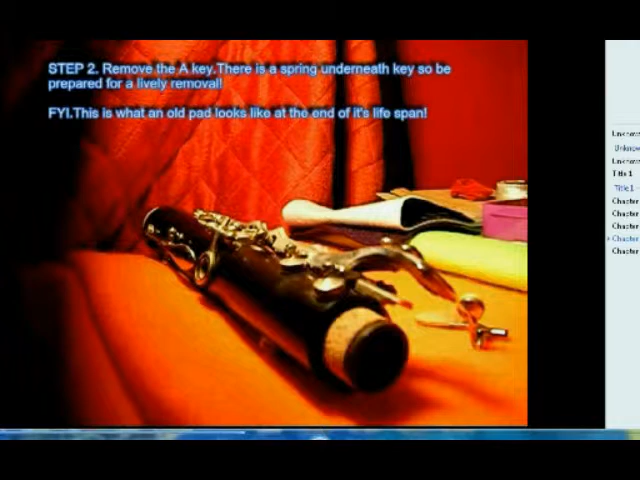 STEP 2. Remove the A key.There is a spring underneath key so be
prepared for a lively removal!
FYI.This is what an old pad looks like at the end of it's life span!
Title 1
Title 1
Chapter
Chapter
Chapter
Chapter
Chapter